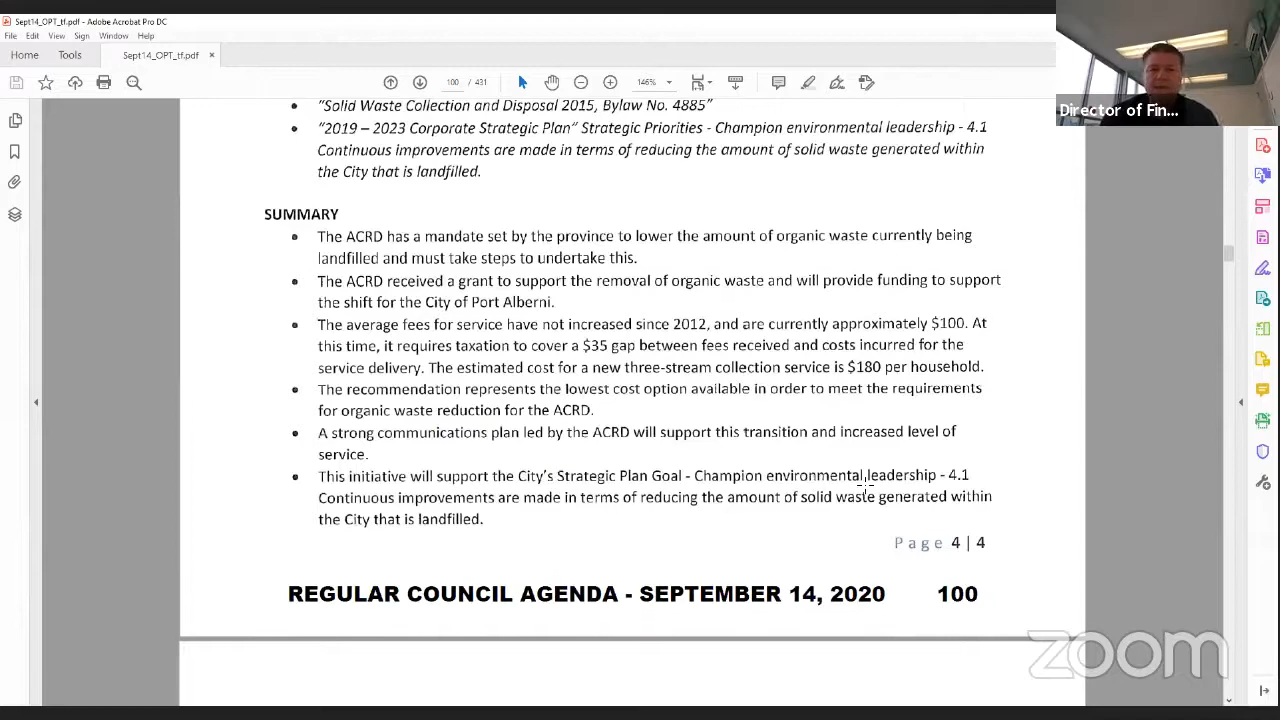 Sept14_OPT_tf.pdf - Adobe Acrobat Pro DC
File Edit View Sign Window Help
Home Tools Sept14_OPT_tf.pdf ×
100 / 431 146%
Director of Fin...
• "Solid Waste Collection and Disposal 2015, Bylaw No. 4885"
• "2019 – 2023 Corporate Strategic Plan" Strategic Priorities - Champion environmental leadership - 4.1
Continuous improvements are made in terms of reducing the amount of solid waste generated within
the City that is landfilled.
SUMMARY
• The ACRD has a mandate set by the province to lower the amount of organic waste currently being
landfilled and must take steps to undertake this.
• The ACRD received a grant to support the removal of organic waste and will provide funding to support
the shift for the City of Port Alberni.
• The average fees for service have not increased since 2012, and are currently approximately $100. At
this time, it requires taxation to cover a $35 gap between fees received and costs incurred for the
service delivery. The estimated cost for a new three-stream collection service is $180 per household.
• The recommendation represents the lowest cost option available in order to meet the requirements
for organic waste reduction for the ACRD.
• A strong communications plan led by the ACRD will support this transition and increased level of
service.
• This initiative will support the City's Strategic Plan Goal - Champion environmental leadership - 4.1
Continuous improvements are made in terms of reducing the amount of solid waste generated within
the City that is landfilled.
Page 4 | 4
REGULAR COUNCIL AGENDA - SEPTEMBER 14, 2020 100
zoom